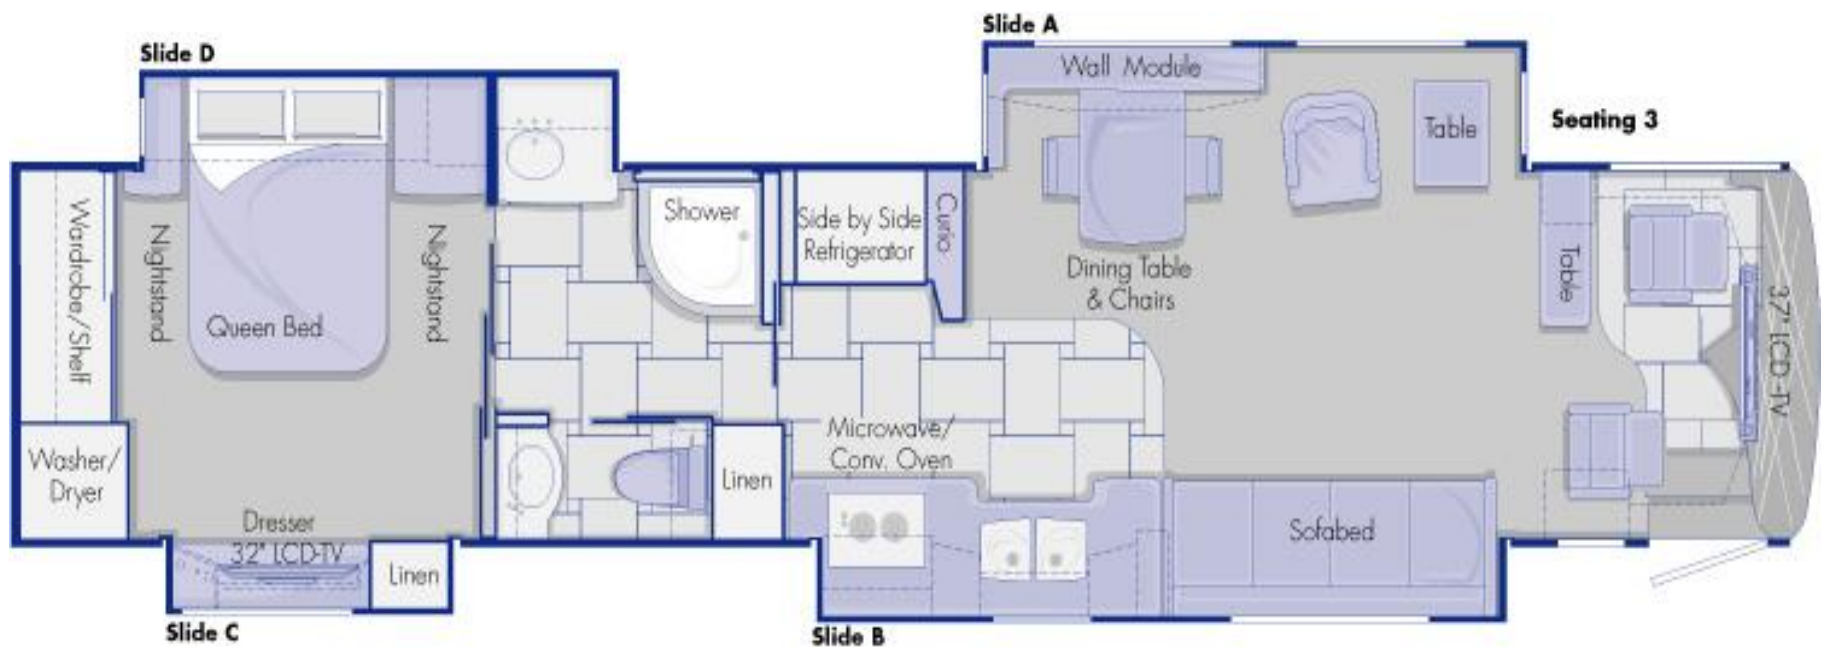 Slide A
Slide D
Wall Module
Seating 3
Table
Wardrobe/Shelf
Nightstand
Nightstand
Queen Bed
Shower
Side by Side
Refrigerator
Curio
Dining Table
& Chairs
Table
37" LCD-TV
Washer/
Dryer
Dresser
32" LCD-TV
Linen
Linen
Microwave/
Conv. Oven
Sofabed
Slide C
Slide B